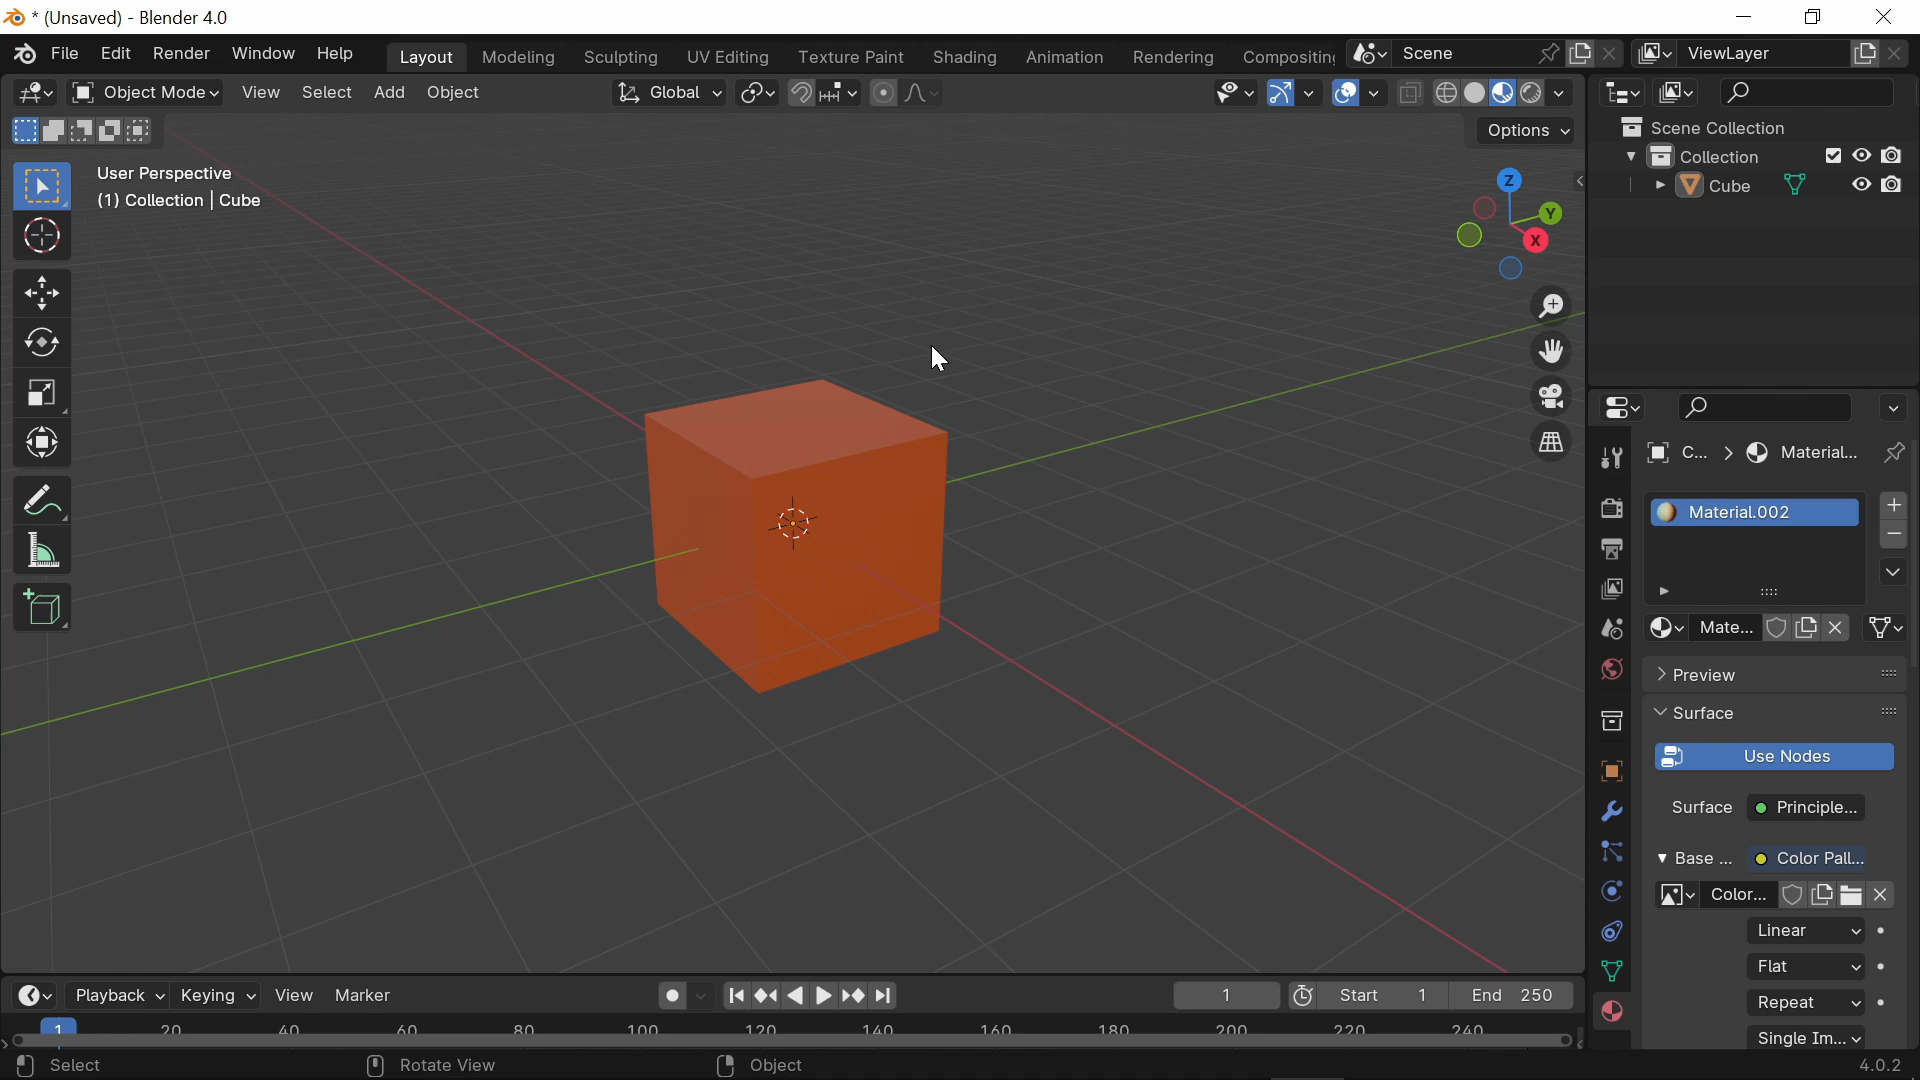 * (Unsaved) - Blender 4.0
File Edit Render Window Help
Layout Modeling Sculpting UV Editing Texture Paint Shading Animation Rendering Compositing
Scene
ViewLayer
Object Mode View Select Add Object
Global
Options
User Perspective
(1) Collection | Cube
Z
Y
X
Scene Collection
Collection
Cube
C... > Material...
Material.002
Mate...
Preview
Surface
Use Nodes
Surface Principle...
Base ... Color Pall...
Color...
Linear
Flat
Repeat
Single Im...
Playback Keying View Marker
1
Start 1
End 250
1 20 40 60 80 100 120 140 160 180 200 220 240
Select
Rotate View
Object
4.0.2